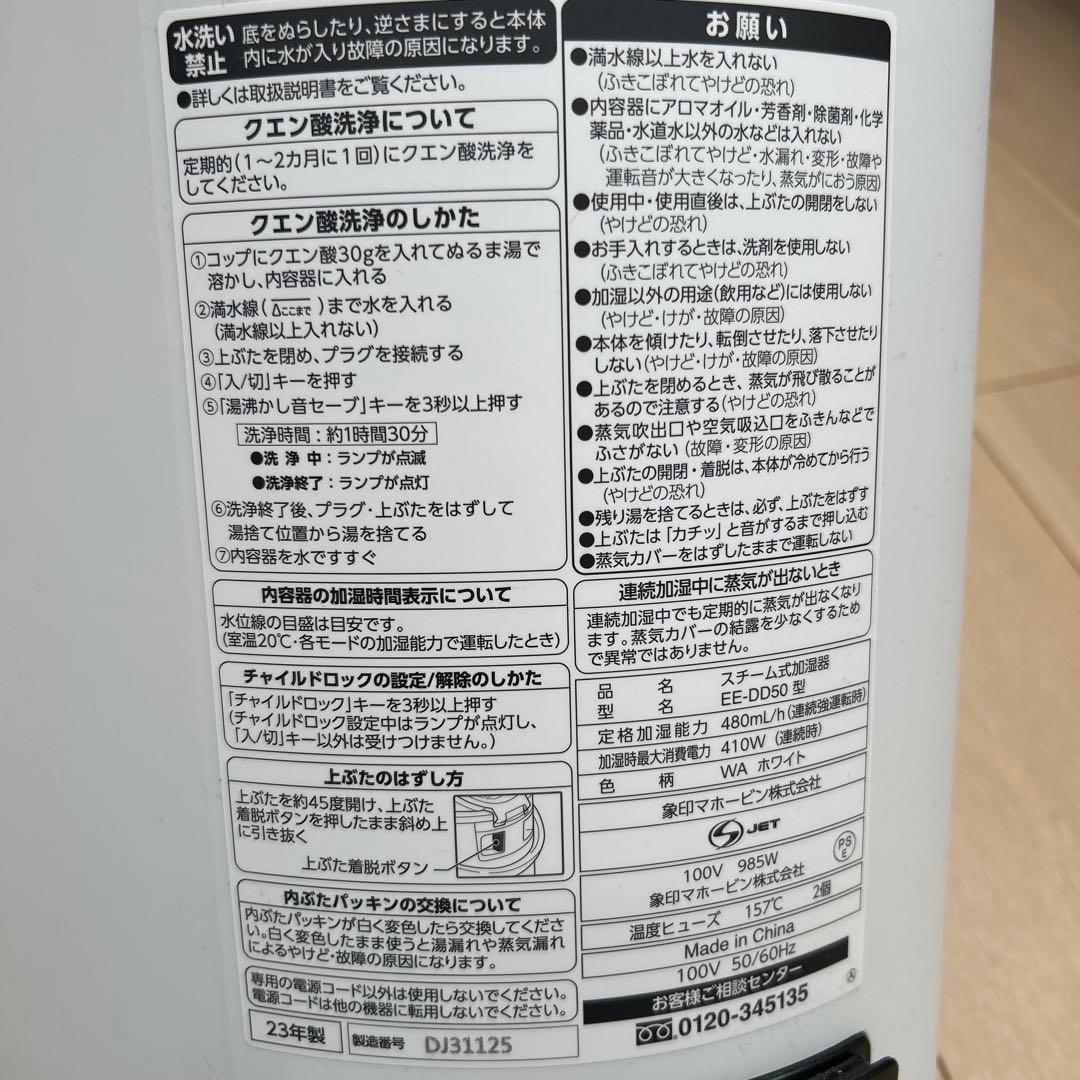 水洗い禁止
底をぬらしたり、逆さまにすると本体
内に水が入り故障の原因になります。
●詳しくは取扱説明書をご覧ください。
クエン酸洗浄について
定期的(1〜2カ月に1回)にクエン酸洗浄を
してください。
クエン酸洗浄のしかた
①コップにクエン酸30gを入れてぬるま湯で
溶かし、内容器に入れる
②満水線(△ここまで)まで水を入れる
(満水線以上入れない)
③上ぶたを閉め、プラグを接続する
④「入/切」キーを押す
⑤「湯沸かし音セーブ」キーを3秒以上押す
洗浄時間:約1時間30分
●洗浄中:ランプが点滅
●洗浄終了:ランプが点灯
⑥洗浄終了後、プラグ・上ぶたをはずして
湯捨て位置から湯を捨てる
⑦内容器を水ですすぐ
内容器の加湿時間表示について
水位線の目盛は目安です。
(室温20℃・各モードの加湿能力で運転したとき)
チャイルドロックの設定/解除のしかた
「チャイルドロック」キーを3秒以上押す
(チャイルドロック設定中はランプが点灯し、
「入/切」キー以外は受けつけません。)
上ぶたのはずし方
上ぶたを約45度開け、上ぶた
着脱ボタンを押したまま斜め上
に引き抜く
上ぶた着脱ボタン
内ぶたパッキンの交換について
内ぶたパッキンが白く変色したら交換してくださ
い。白く変色したまま使うと湯漏れや蒸気漏れ
によるやけど・故障の原因になります。
専用の電源コード以外は使用しないでください。
電源コードは他の機器に転用しないでください。
23年製
製造番号 DJ31125
お願い
●満水線以上水を入れない
(ふきこぼれてやけどの恐れ)
●内容器にアロマオイル・芳香剤・除菌剤・化学
薬品・水道水以外の水などは入れない
(ふきこぼれてやけど・水漏れ・変形・故障や
運転音が大きくなったり、蒸気がにおう原因)
●使用中・使用直後は、上ぶたの開閉をしない
(やけどの恐れ)
●お手入れするときは、洗剤を使用しない
(ふきこぼれてやけどの恐れ)
●加湿以外の用途(飲用など)には使用しない
(やけど・けが・故障の原因)
●本体を傾けたり、転倒させたり、落下させたり
しない(やけど・けが・故障の原因)
●上ぶたを閉めるとき、蒸気が飛び散ることが
あるので注意する(やけどの恐れ)
●蒸気吹出口や空気吸込口をふきんなどで
ふさがない(故障・変形の原因)
●上ぶたの開閉・着脱は、本体が冷めてから行う
(やけどの恐れ)
●残り湯を捨てるときは、必ず、上ぶたをはずす
●上ぶたは「カチッ」と音がするまで押し込む
●蒸気カバーをはずしたままで運転しない
連続加湿中に蒸気が出ないとき
連続加湿中でも定期的に蒸気が出なくなり
ます。蒸気カバーの結露を少なくするため
で異常ではありません。
品名 スチーム式加湿器
型名 EE-DD50型
定格加湿能力 480mL/h(連続強運転時)
加湿時最大消費電力 410W(連続時)
色柄 WA ホワイト
象印マホービン株式会社
S JET
100V 985W
PS
E
象印マホービン株式会社
温度ヒューズ 157℃ 2個
Made in China
100V 50/60Hz
お客様ご相談センター
Ⓐ
0120-345135